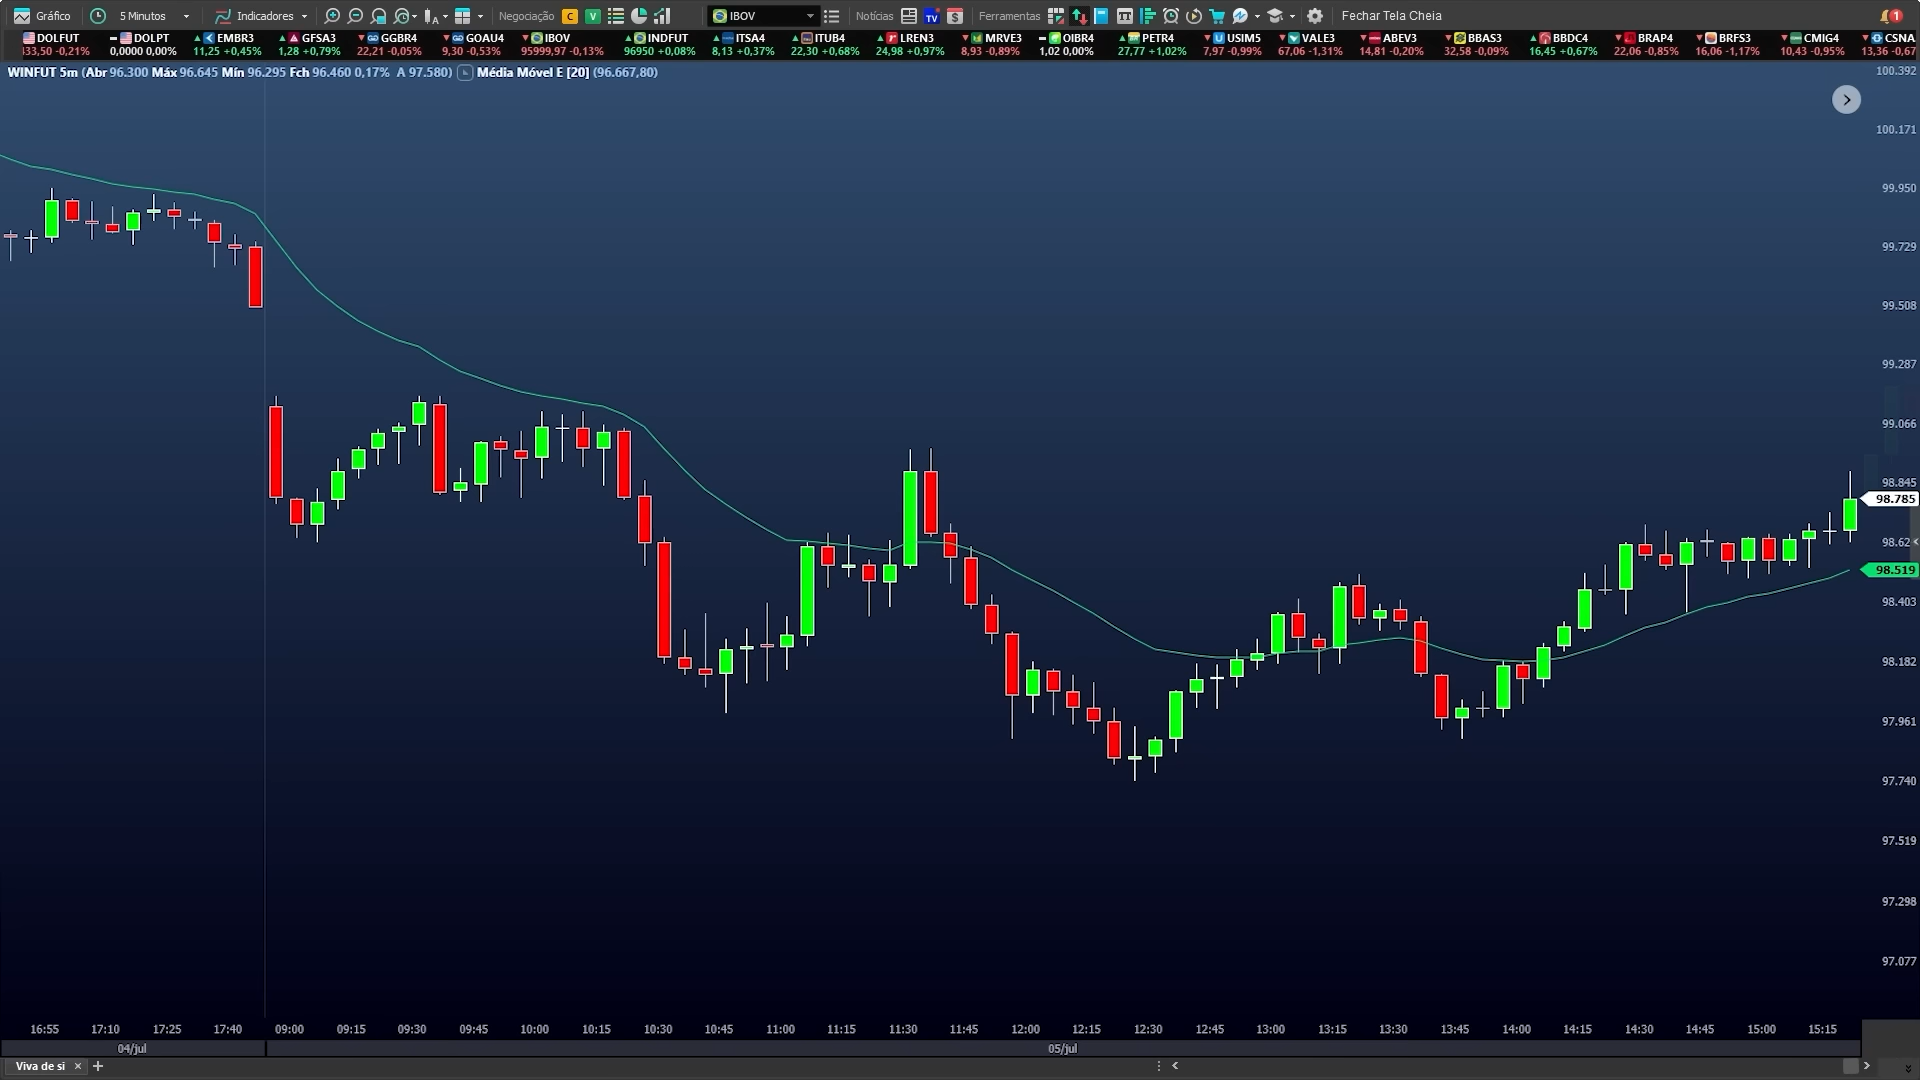 Gráfico 5 Minutos Indicadores A Negociação C V IBOV Notícias TV $ Ferramentas Fechar Tela Cheia 1
DOLFUT DOLPT EMBR3 GFSA3 GGBR4 GOAU4 IBOV INDFUT ITSA4 ITUB4 LREN3 MRVE3 OIBR4 PETR4 USIM5 VALE3 ABEV3 BBAS3 BBDC4 BRAP4 BRFS3 CMIG4 CSNA
433,50 -0,21% 0,0000 0,00% 11,25 +0,45% 1,28 +0,79% 22,21 -0,05% 9,30 -0,53% 95999,97 -0,13% 96950 +0,08% 8,13 +0,37% 22,30 +0,68% 24,98 +0,97% 8,93 -0,89% 1,02 0,00% 27,77 +1,02% 7,97 -0,99% 67,06 -1,31% 14,81 -0,20% 32,58 -0,09% 16,45 +0,67% 22,06 -0,85% 16,06 -1,17% 10,43 -0,95% 13,36 -0,67
WINFUT 5m (Abr 96.300 Máx 96.645 Mín 96.295 Fch 96.460 0,17% A 97.580) Média Móvel E [20] (96.667,80)
100.392
100.171
99.950
99.729
99.508
99.287
99.066
98.845
98.785
98.62
98.519
98.403
98.182
97.961
97.740
97.519
97.298
97.077
16:55 17:10 17:25 17:40 09:00 09:15 09:30 09:45 10:00 10:15 10:30 10:45 11:00 11:15 11:30 11:45 12:00 12:15 12:30 12:45 13:00 13:15 13:30 13:45 14:00 14:15 14:30 14:45 15:00 15:15
04/jul 05/jul
Viva de si × +